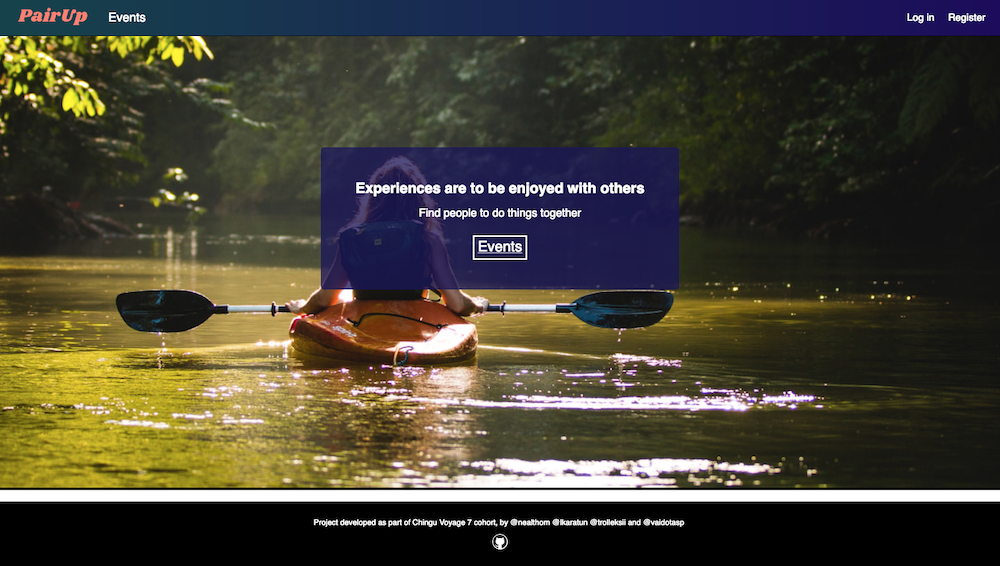 PairUp Events Log in Register
Experiences are to be enjoyed with others
Find people to do things together
Events
Project developed as part of Chingu Voyage 7 cohort, by @nealthom @lkaratun @trolleksii and @vaidotasp